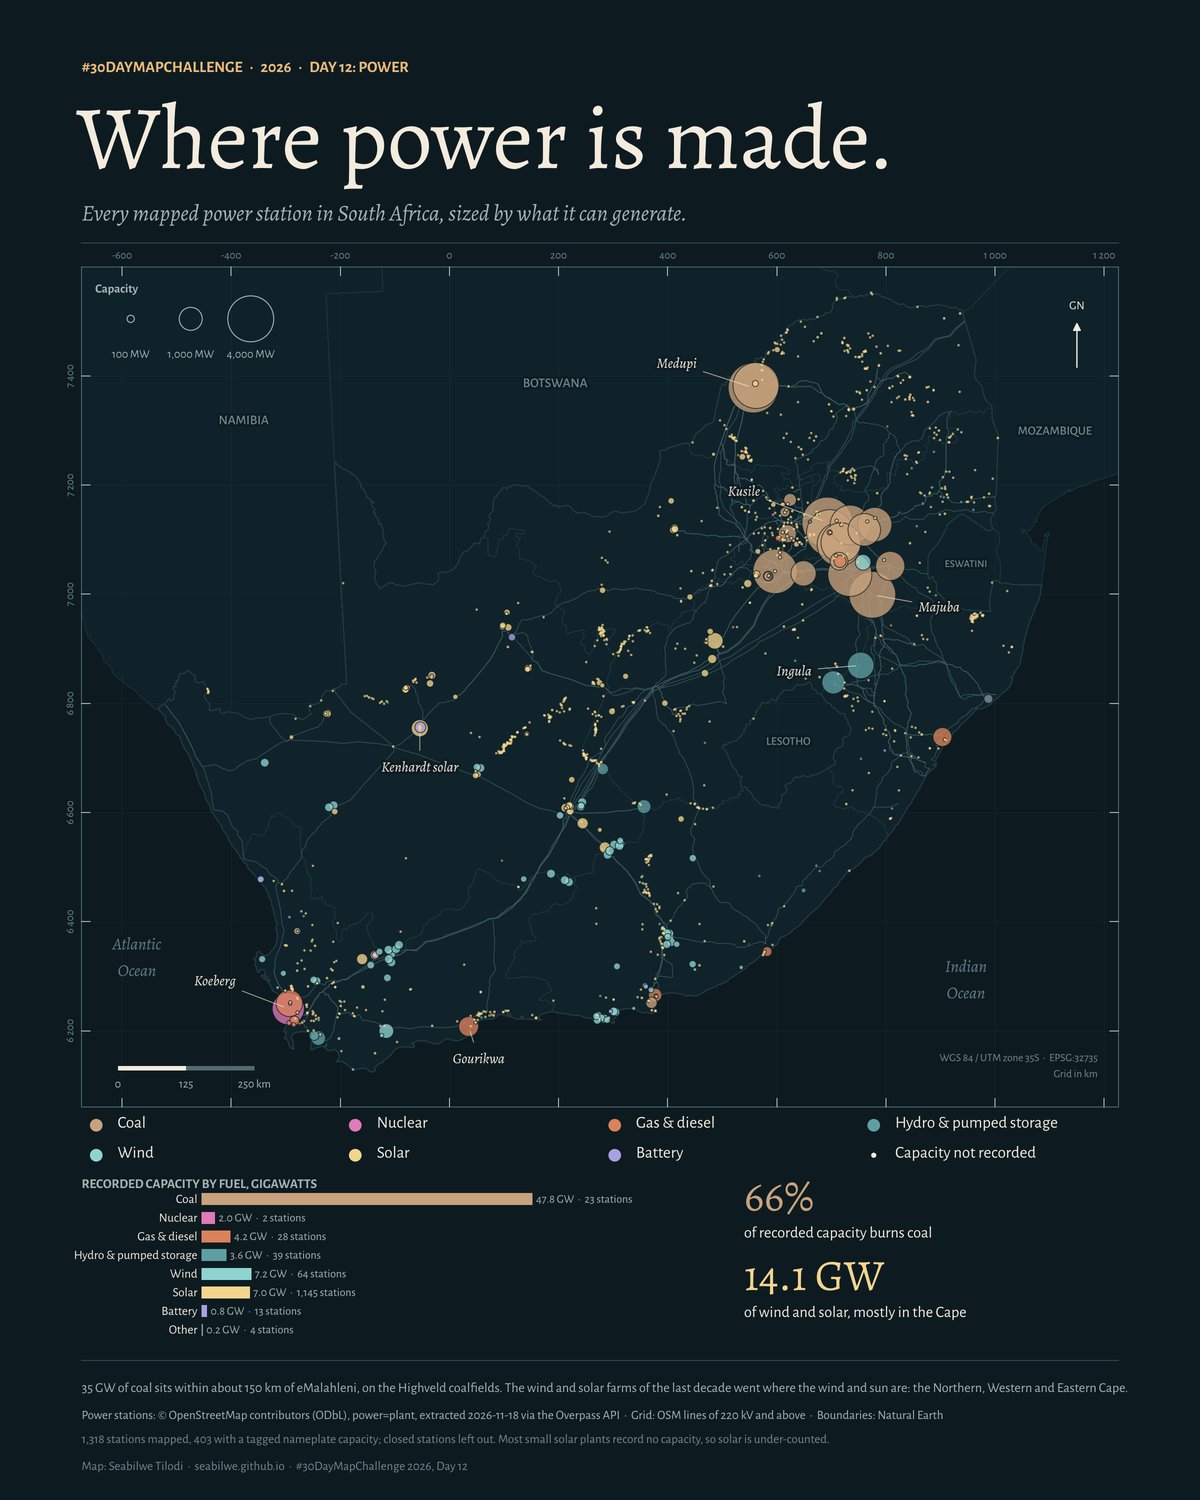 #30DAYMAPCHALLENGE · 2026 · DAY 12: POWER
Where power is made.
Every mapped power station in South Africa, sized by what it can generate.
-600 -400 -200 0 200 400 600 800 1 000 1 200
Capacity
100 MW 1,000 MW 4,000 MW
GN
7 400
7 200
7 000
6 800
6 600
6 400
6 200
Medupi
BOTSWANA
NAMIBIA
MOZAMBIQUE
Kusile
ESWATINI
Majuba
Ingula
LESOTHO
Kenhardt solar
Atlantic
Ocean
Indian
Ocean
Koeberg
Gourikwa
WGS 84 / UTM zone 35S · EPSG:32735
Grid in km
0 125 250 km
Coal Nuclear Gas & diesel Hydro & pumped storage
Wind Solar Battery Capacity not recorded
RECORDED CAPACITY BY FUEL, GIGAWATTS
Coal 47.8 GW · 23 stations
Nuclear 2.0 GW · 2 stations
Gas & diesel 4.2 GW · 28 stations
Hydro & pumped storage 3.6 GW · 39 stations
Wind 7.2 GW · 64 stations
Solar 7.0 GW · 1,145 stations
Battery 0.8 GW · 13 stations
Other 0.2 GW · 4 stations
66%
of recorded capacity burns coal
14.1 GW
of wind and solar, mostly in the Cape
35 GW of coal sits within about 150 km of eMalahleni, on the Highveld coalfields. The wind and solar farms of the last decade went where the wind and sun are: the Northern, Western and Eastern Cape.
Power stations: © OpenStreetMap contributors (ODbL), power=plant, extracted 2026-11-18 via the Overpass API · Grid: OSM lines of 220 kV and above · Boundaries: Natural Earth
1,318 stations mapped, 403 with a tagged nameplate capacity; closed stations left out. Most small solar plants record no capacity, so solar is under-counted.
Map: Seabilwe Tilodi · seabilwe.github.io · #30DayMapChallenge 2026, Day 12